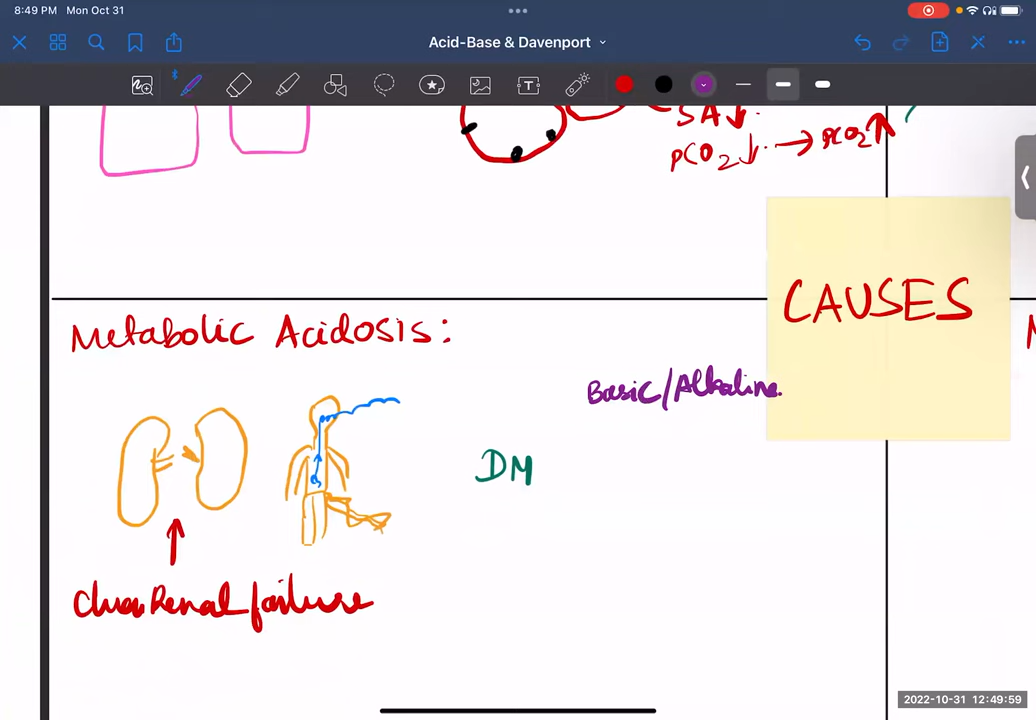 8:49 PM Mon Oct 31
Acid-Base & Davenport
SA↓.
pCO2↓. → pCO2↑
CAUSES
Metabolic Acidosis:
Basic/Alkaline.
DM
Renal failure
2022-10-31 12:49:59